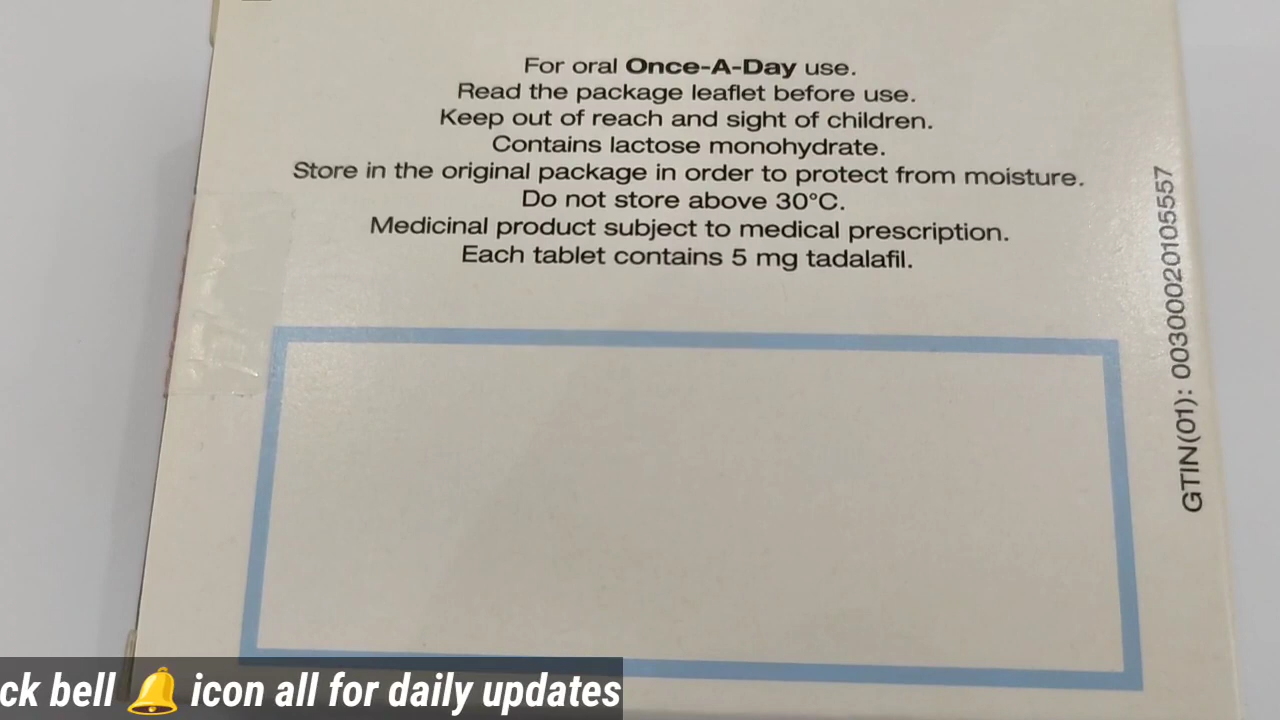 For oral Once-A-Day use.
Read the package leaflet before use.
Keep out of reach and sight of children.
Contains lactose monohydrate.
Store in the original package in order to protect from moisture.
Do not store above 30°C.
Medicinal product subject to medical prescription.
Each tablet contains 5 mg tadalafil.
GTIN(01): 00300020105557
ck bell 🔔 icon all for daily updates